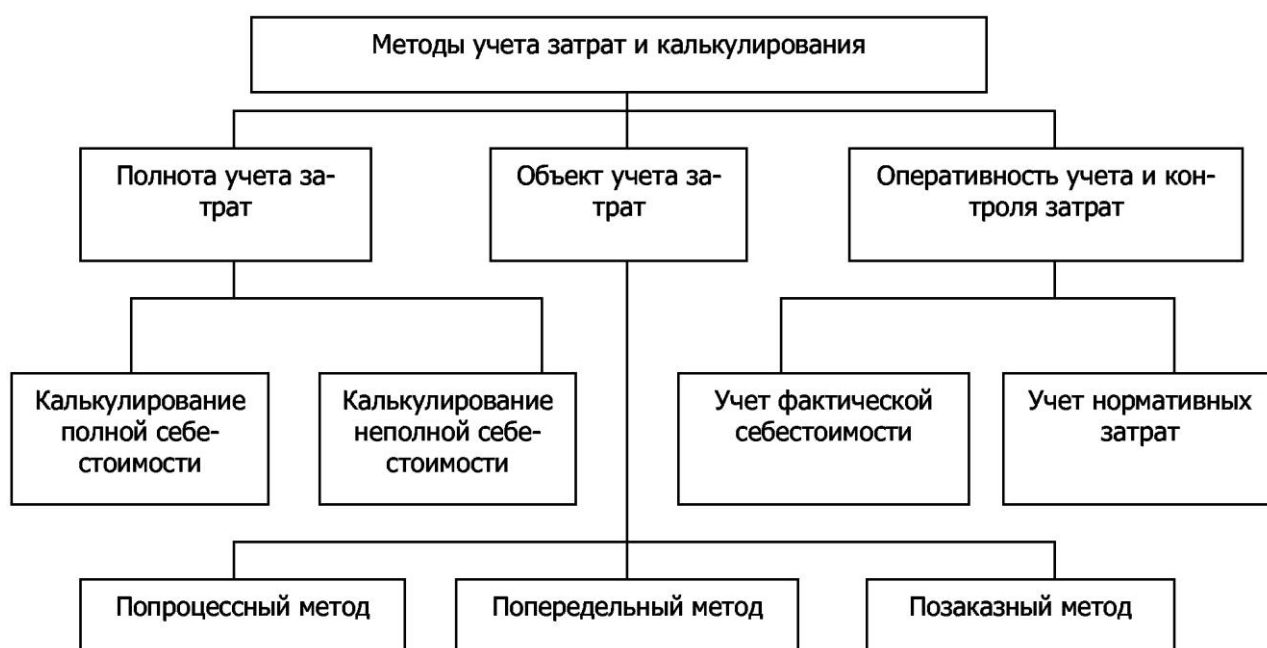 Методы учета затрат и калькулирования
Полнота учета за-
трат
Объект учета за-
трат
Оперативность учета и кон-
троля затрат
Калькулирование
полной себе-
стоимости
Калькулирование
неполной себе-
стоимости
Учет фактической
себестоимости
Учет нормативных
затрат
Попроцессный метод
Попередельный метод
Позаказный метод